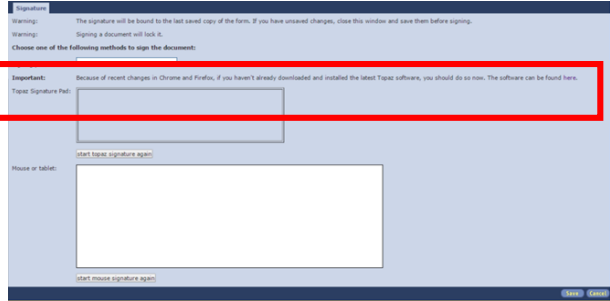 Signature
Warning: The signature will be bound to the last saved copy of the form. If you have unsaved changes, close this window and save them before signing.
Warning: Signing a document will lock it.
Choose one of the following methods to sign the document:
Important: Because of recent changes in Chrome and Firefox, if you haven't already downloaded and installed the latest Topaz software, you should do so now. The software can be found here.
Topaz Signature Pad:
start topaz signature again
Mouse or tablet:
start mouse signature again
Save Cancel